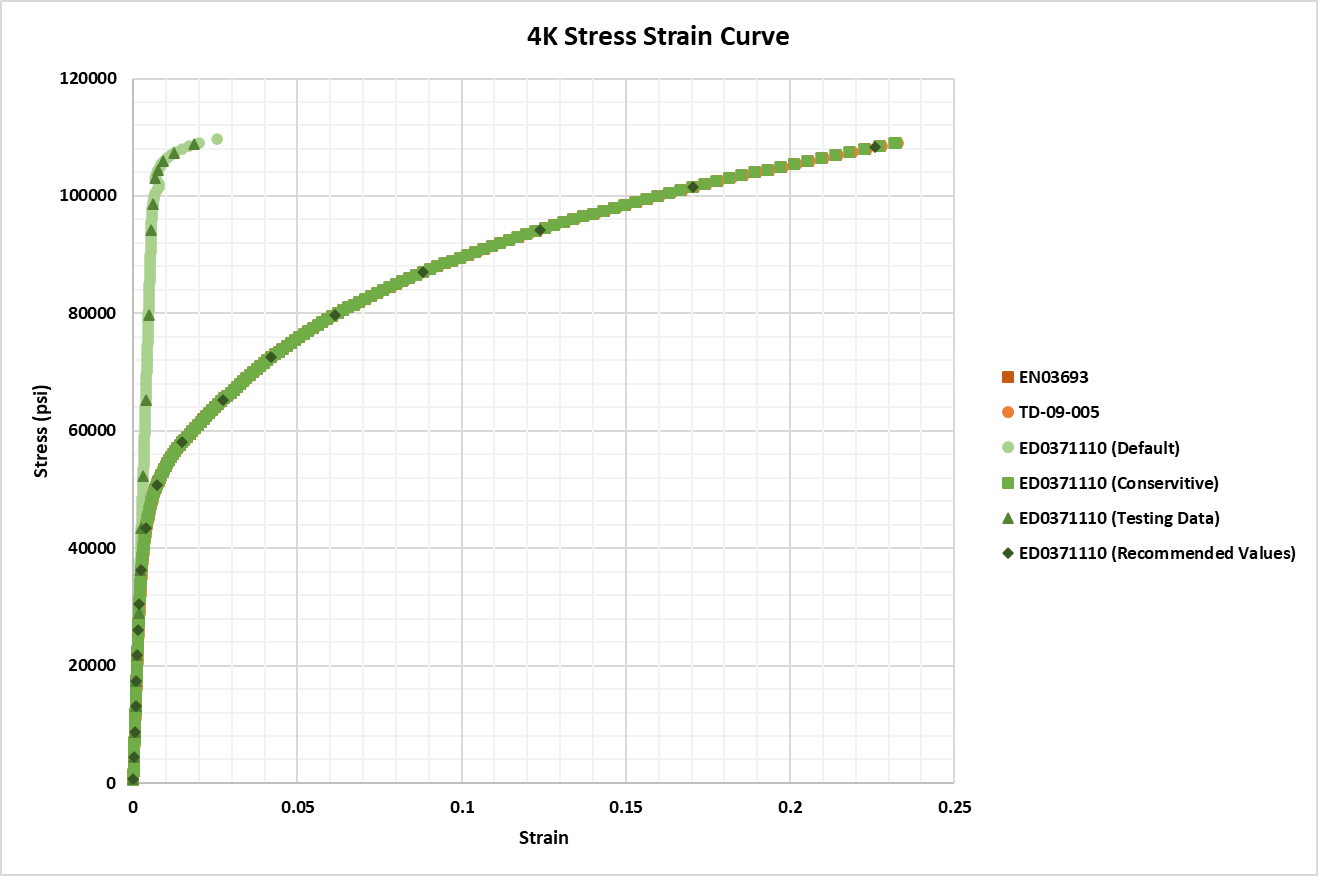 4K Stress Strain Curve
120000
100000
80000
60000
40000
20000
0
Stress (psi)
0 0.05 0.1 0.15 0.2 0.25
Strain
EN03693
TD-09-005
ED0371110 (Default)
ED0371110 (Conservitive)
ED0371110 (Testing Data)
ED0371110 (Recommended Values)